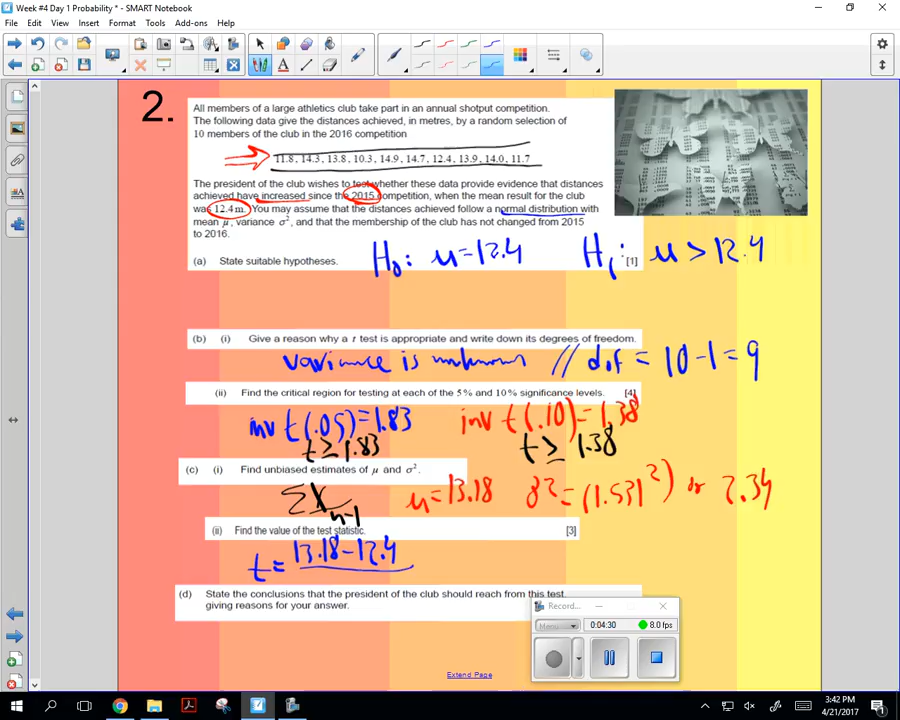 Week #4 Day 1 Probability * - SMART Notebook
File Edit View Insert Format Tools Add-ons Help
2.
All members of a large athletics club take part in an annual shotput competition.
The following data give the distances achieved, in metres, by a random selection of
10 members of the club in the 2016 competition
11.8, 14.3, 13.8, 10.3, 14.9, 14.7, 12.4, 13.9, 14.0, 11.7
The president of the club wishes to test whether these data provide evidence that distances
achieved have increased since the 2015 competition, when the mean result for the club
was 12.4 m. You may assume that the distances achieved follow a normal distribution with
mean μ, variance σ², and that the membership of the club has not changed from 2015
to 2016.
(a) State suitable hypotheses. [1]
H₀: μ=12.4 H₁: μ > 12.4
(b) (i) Give a reason why a t test is appropriate and write down its degrees of freedom.
variance is unknown // dof = 10-1=9
(ii) Find the critical region for testing at each of the 5% and 10% significance levels. [4]
inv t(.05)=1.83 inv t(.10)=1.38
t ≥ 1.83 t ≥ 1.38
(c) (i) Find unbiased estimates of μ and σ².
Σx n-1 μ=13.18 = (1.531²) or 2.34
(ii) Find the value of the test statistic. [3]
t = 13.18-12.4
(d) State the conclusions that the president of the club should reach from this test,
giving reasons for your answer.
Record...
Menu 0:04:30 8.0 fps
Extend Page
3:42 PM
4/21/2017